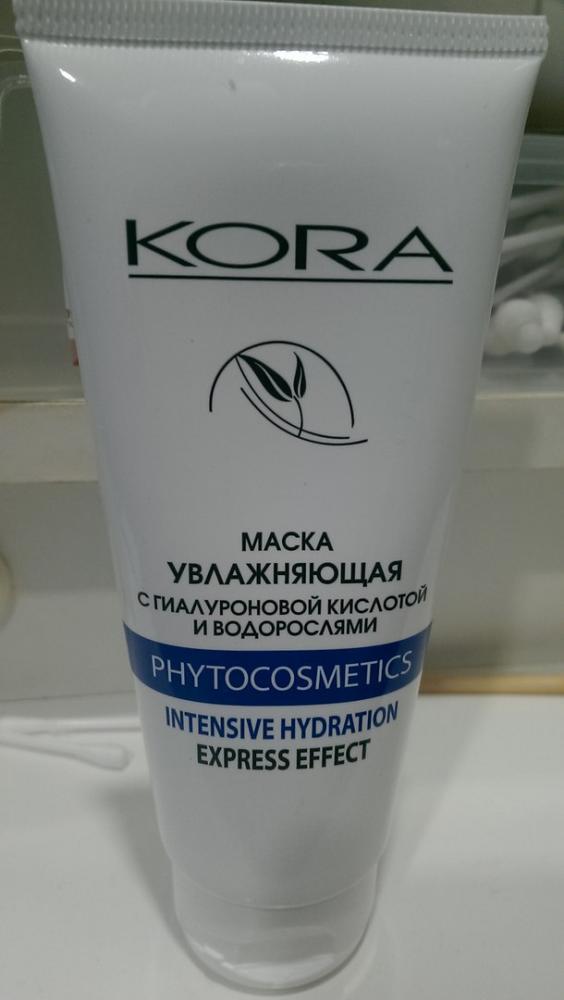 KORA
МАСКА
УВЛАЖНЯЮЩАЯ
С ГИАЛУРОНОВОЙ КИСЛОТОЙ
И ВОДОРОСЛЯМИ
PHYTOCOSMETICS
INTENSIVE HYDRATION
EXPRESS EFFECT